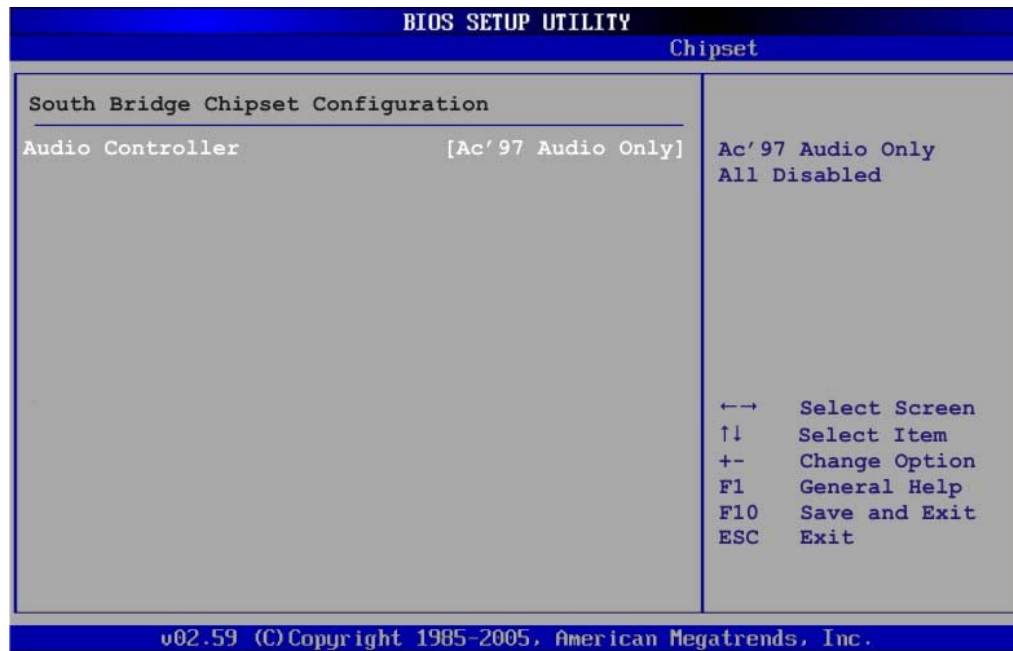 BIOS SETUP UTILITY
Chipset
South Bridge Chipset Configuration
Audio Controller [Ac'97 Audio Only]
Ac'97 Audio Only
All Disabled
←→ Select Screen
↑↓ Select Item
+- Change Option
F1 General Help
F10 Save and Exit
ESC Exit
v02.59 (C)Copyright 1985-2005, American Megatrends, Inc.